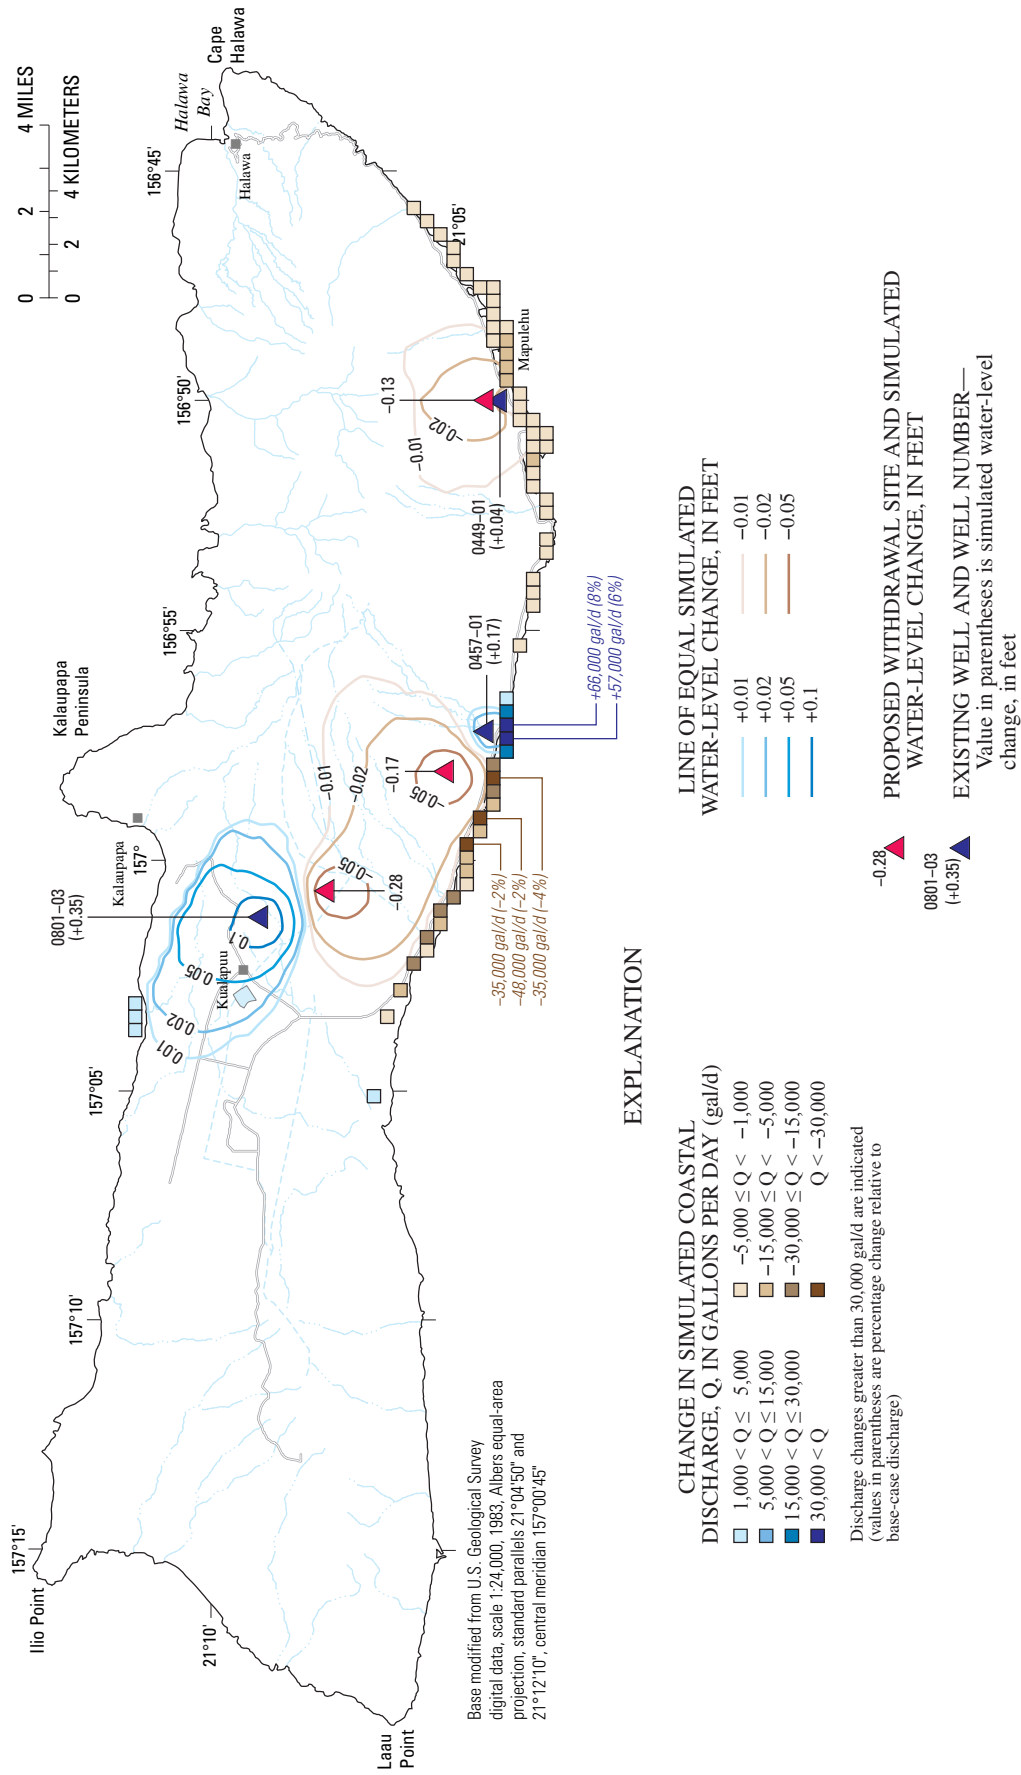 Ilio Point
157°15'
157°10'
157°05'
157°
156°55'
156°50'
156°45'
0 2 4 MILES
0 2 4 KILOMETERS
Kalaupapa
Peninsula
Kalaupapa
Halawa
Bay
Cape
Halawa
Halawa
0801–03
(+0.35)
0.1
0.05
0.02
0.01
Kualapuu
–0.01
–0.02
–0.05
–0.28
–0.17
–0.05
0457–01
(+0.17)
0449–01
(+0.04)
–0.13
–0.01
–0.02
Mapulehu
21°05'
21°10'
Laau
Point
–35,000 gal/d (–2%)
–48,000 gal/d (–2%)
–35,000 gal/d (–4%)
+66,000 gal/d (8%)
+57,000 gal/d (6%)
Base modified from U.S. Geological Survey
digital data, scale 1:24,000, 1983, Albers equal-area
projection, standard parallels 21°04'50" and
21°12'10", central meridian 157°00'45"
EXPLANATION
CHANGE IN SIMULATED COASTAL
DISCHARGE, Q, IN GALLONS PER DAY (gal/d)
1,000 < Q ≤ 5,000
5,000 < Q ≤ 15,000
15,000 < Q ≤ 30,000
30,000 < Q
–5,000 ≤ Q < –1,000
–15,000 ≤ Q < –5,000
–30,000 ≤ Q < –15,000
Q < –30,000
Discharge changes greater than 30,000 gal/d are indicated
(values in parentheses are percentage change relative to
base-case discharge)
LINE OF EQUAL SIMULATED
WATER-LEVEL CHANGE, IN FEET
+0.01
+0.02
+0.05
+0.1
–0.01
–0.02
–0.05
–0.28
PROPOSED WITHDRAWAL SITE AND SIMULATED
WATER-LEVEL CHANGE, IN FEET
0801–03
(+0.35)
EXISTING WELL AND WELL NUMBER—
Value in parentheses is simulated water-level
change, in feet